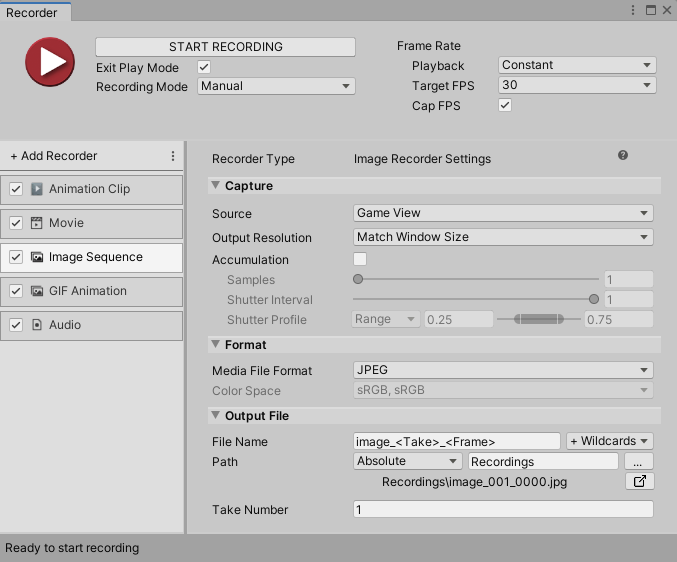 Recorder
START RECORDING
Exit Play Mode
Recording Mode Manual
Frame Rate
Playback Constant
Target FPS 30
Cap FPS
+ Add Recorder
Animation Clip
Movie
Image Sequence
GIF Animation
Audio
Recorder Type Image Recorder Settings
Capture
Source Game View
Output Resolution Match Window Size
Accumulation
Samples 1
Shutter Interval 1
Shutter Profile Range 0.25 0.75
Format
Media File Format JPEG
Color Space sRGB, sRGB
Output File
File Name image_<Take>_<Frame> + Wildcards
Path Absolute Recordings ...
Recordings\image_001_0000.jpg
Take Number 1
Ready to start recording